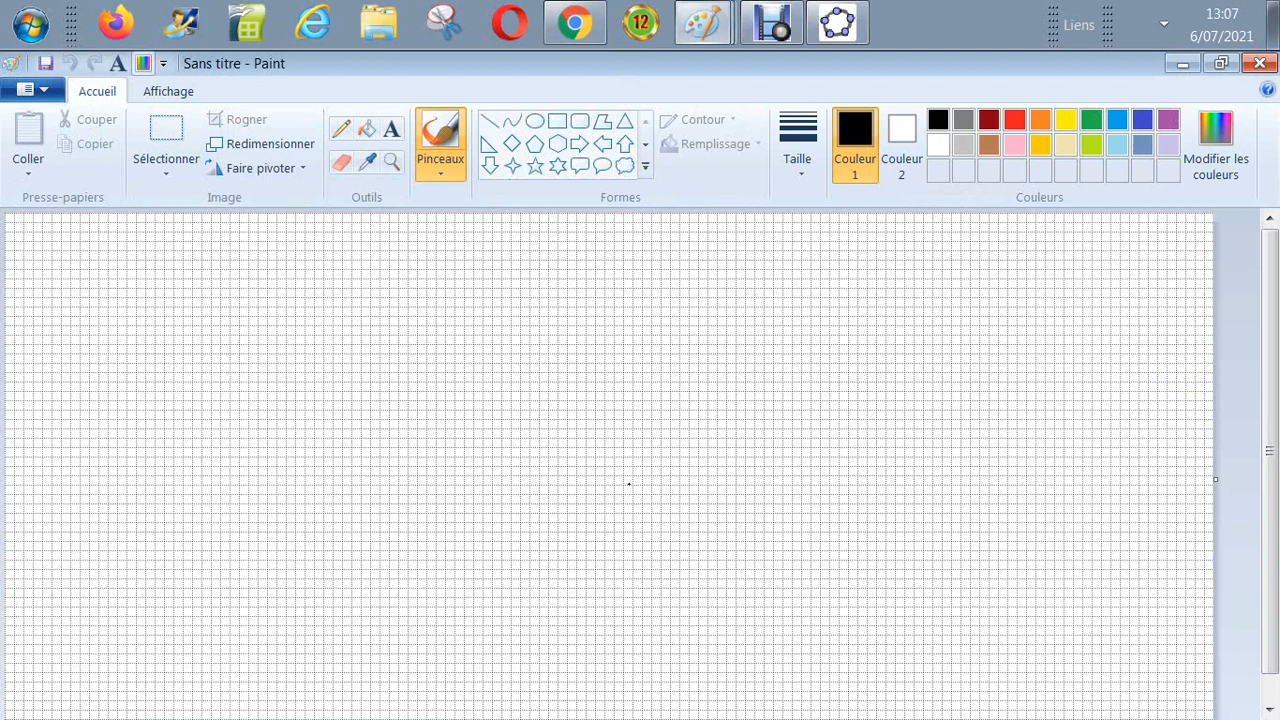 Liens
13:07
6/07/2021
12
Sans titre - Paint
Accueil
Affichage
Coller
Couper
Copier
Presse-papiers
Sélectionner
Rogner
Redimensionner
Faire pivoter
Image
Outils
Pinceaux
Contour
Remplissage
Formes
Taille
Couleur
1
Couleur
2
Modifier les
couleurs
Couleurs